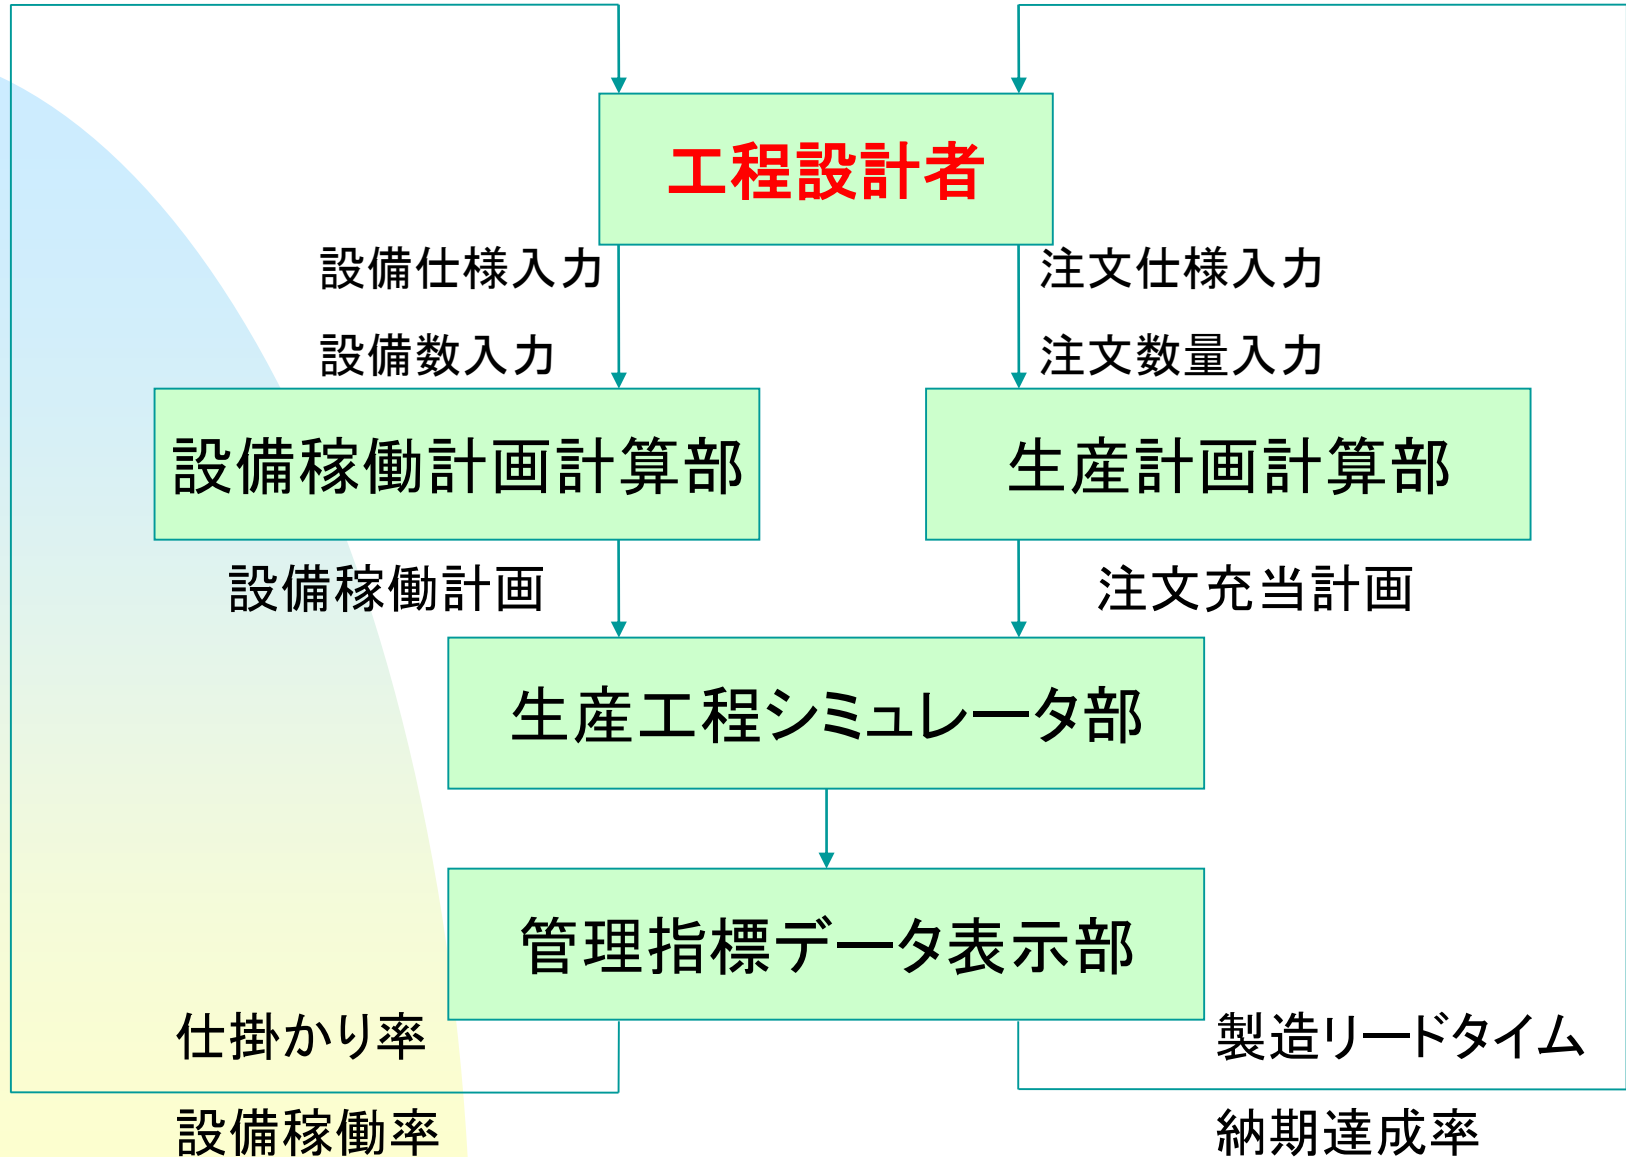 工程設計者
設備仕様入力
注文仕様入力
設備数入力
注文数量入力
設備稼働計画計算部
生産計画計算部
設備稼働計画
注文充当計画
生産工程シミュレータ部
管理指標データ表示部
仕掛かり率
製造リードタイム
設備稼働率
納期達成率